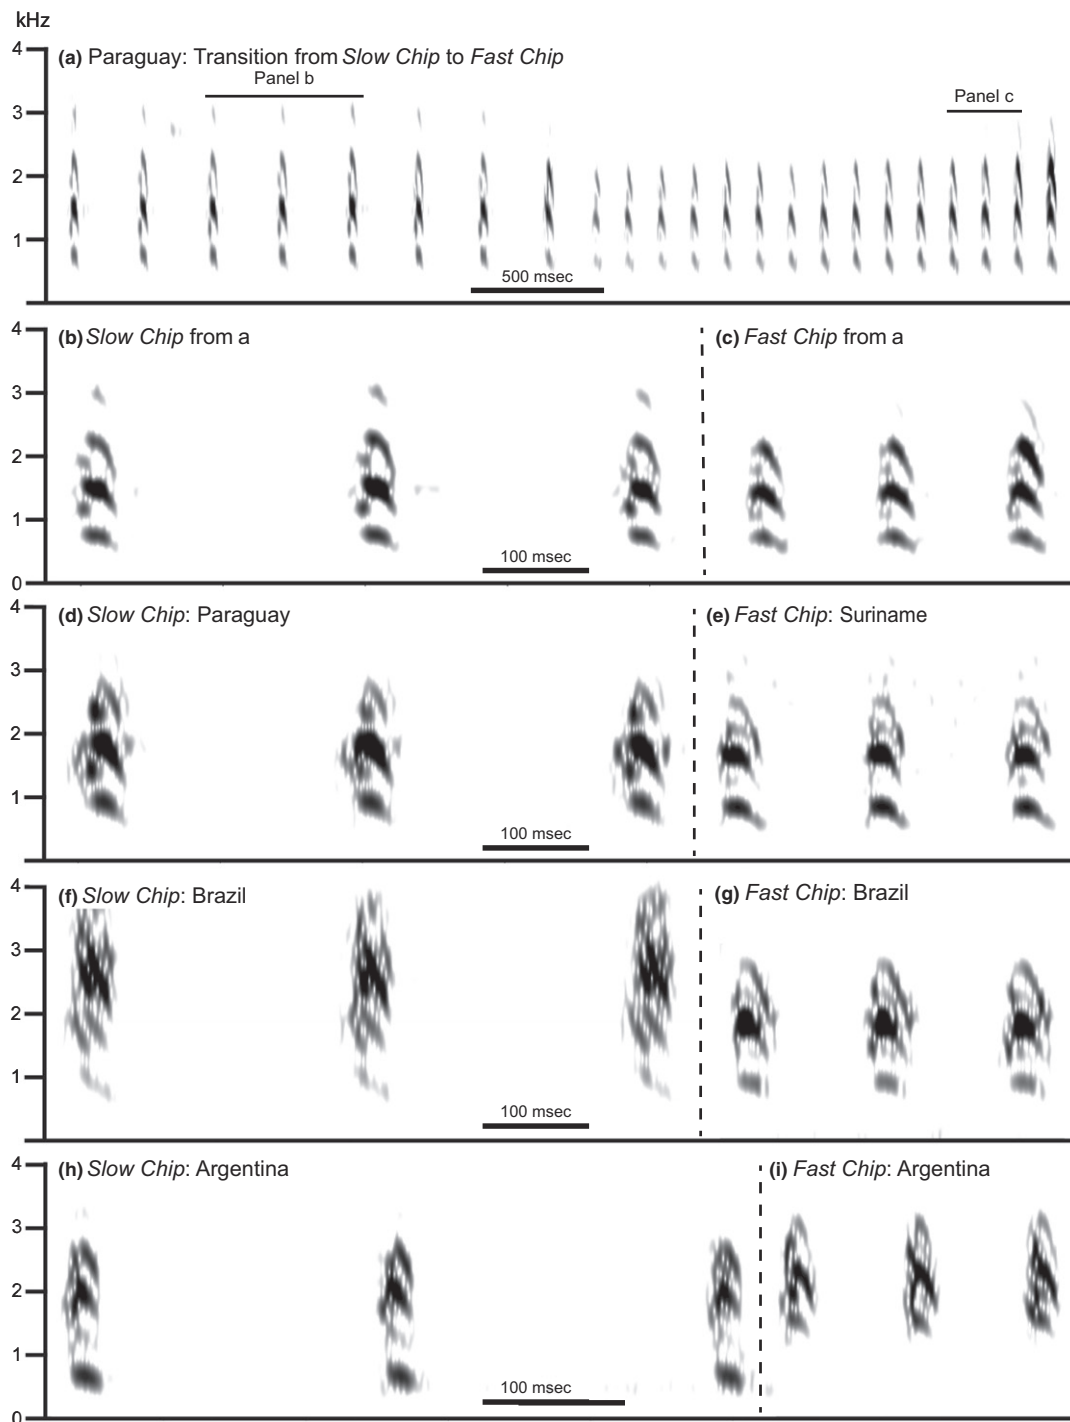 kHz
4
(a) Paraguay: Transition from Slow Chip to Fast Chip
Panel b
Panel c
3
2
1
500 msec
4
(b) Slow Chip from a
(c) Fast Chip from a
3
2
1
100 msec
0
4
(d) Slow Chip: Paraguay
(e) Fast Chip: Suriname
3
2
1
100 msec
4
(f) Slow Chip: Brazil
(g) Fast Chip: Brazil
3
2
1
100 msec
4
(h) Slow Chip: Argentina
(i) Fast Chip: Argentina
3
2
1
100 msec
0